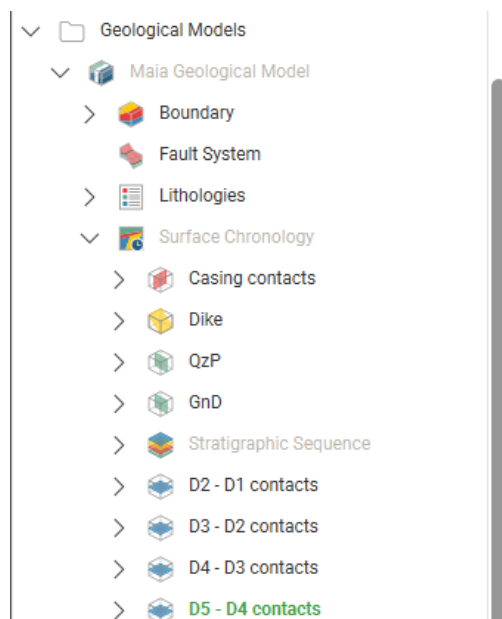 Geological Models
Maia Geological Model
Boundary
Fault System
Lithologies
Surface Chronology
Casing contacts
Dike
QzP
GnD
Stratigraphic Sequence
D2 - D1 contacts
D3 - D2 contacts
D4 - D3 contacts
D5 - D4 contacts